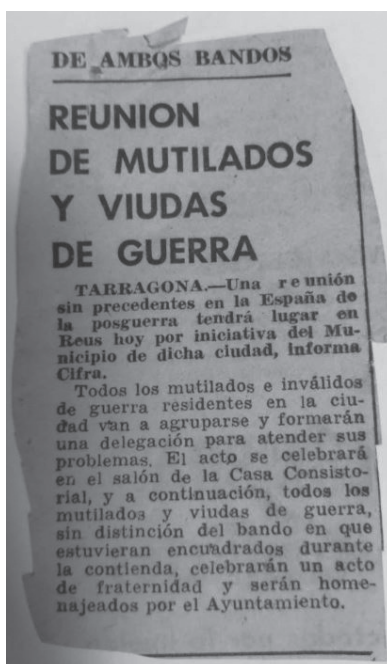 DE AMBOS BANDOS
REUNION
DE MUTILADOS
Y VIUDAS
DE GUERRA
TARRAGONA.—Una reunión
sin precedentes en la España de
la posguerra tendrá lugar en
Reus hoy por iniciativa del Mu-
nicipio de dicha ciudad, informa
Cifra.
Todos los mutilados e inválidos
de guerra residentes en la ciu-
dad van a agruparse y formarán
una delegación para atender sus
problemas. El acto se celebrará
en el salón de la Casa Consisto-
rial, y a continuación, todos los
mutilados y viudas de guerra,
sin distinción del bando en que
estuvieran encuadrados durante
la contienda, celebrarán un acto
de fraternidad y serán home-
najeados por el Ayuntamiento.